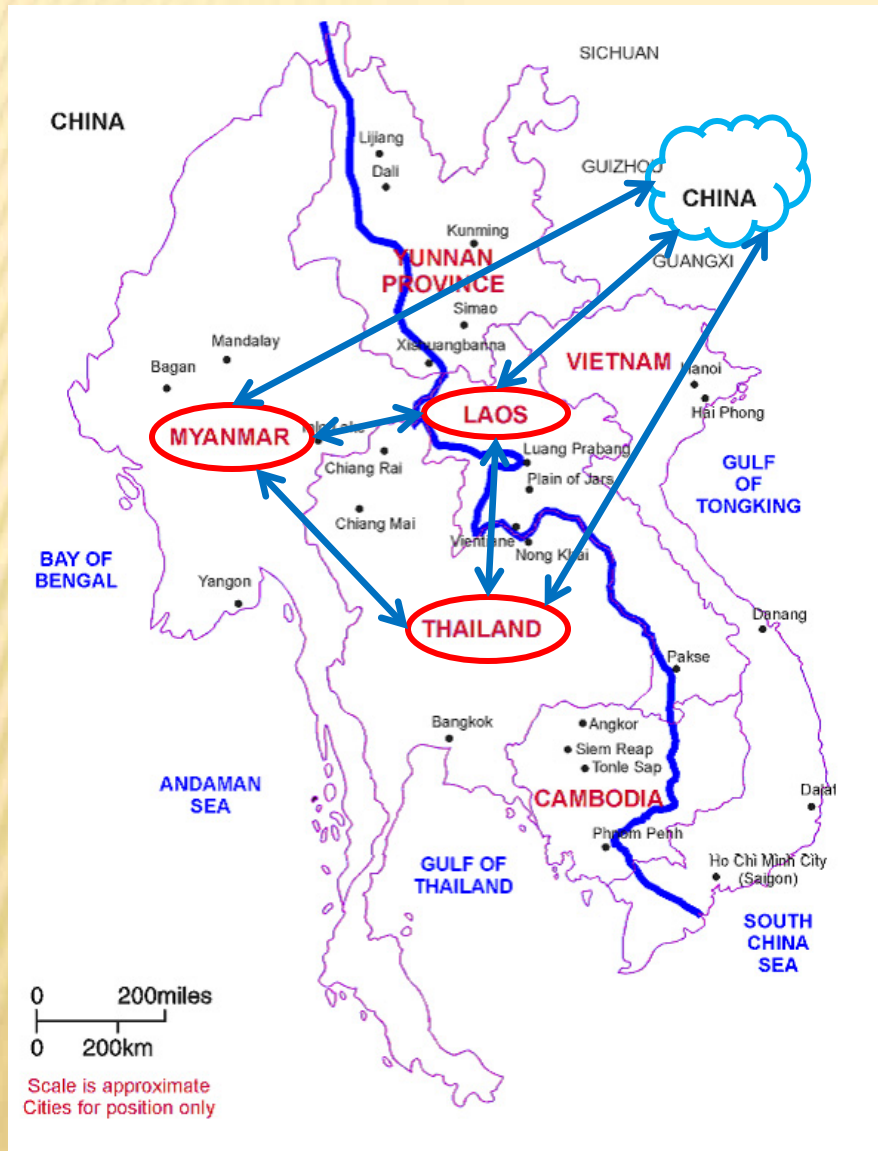 SICHUAN
CHINA
Lijiang
Dali
GUIZHOU
CHINA
Kunming
YUNNAN
PROVINCE
GUANGXI
Simao
Xishuangbanna
VIETNAM
Mandalay
Bagan
Hanoi
Hai Phong
LAOS
MYANMAR
Inle Lake
Chiang Rai
Luang Prabang
Plain of Jars
GULF
OF
TONGKING
Chiang Mai
Vientiane
Nong Khai
BAY OF
BENGAL
Yangon
THAILAND
Danang
Pakse
Bangkok
Angkor
Siem Reap
Tonle Sap
ANDAMAN
SEA
CAMBODIA
Dalat
Phnom Penh
GULF OF
THAILAND
Ho Chi Minh City
(Saigon)
SOUTH
CHINA
SEA
0 200miles
0 200km
Scale is approximate
Cities for position only